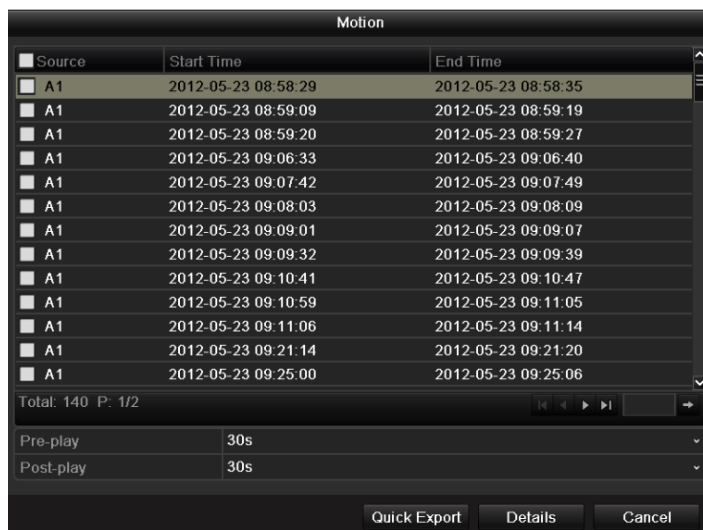 Motion
Source Start Time End Time
A1 2012-05-23 08:58:29 2012-05-23 08:58:35
A1 2012-05-23 08:59:09 2012-05-23 08:59:19
A1 2012-05-23 08:59:20 2012-05-23 08:59:27
A1 2012-05-23 09:06:33 2012-05-23 09:06:40
A1 2012-05-23 09:07:42 2012-05-23 09:07:49
A1 2012-05-23 09:08:03 2012-05-23 09:08:09
A1 2012-05-23 09:09:01 2012-05-23 09:09:07
A1 2012-05-23 09:09:32 2012-05-23 09:09:39
A1 2012-05-23 09:10:41 2012-05-23 09:10:47
A1 2012-05-23 09:10:59 2012-05-23 09:11:05
A1 2012-05-23 09:11:06 2012-05-23 09:11:14
A1 2012-05-23 09:21:14 2012-05-23 09:21:20
A1 2012-05-23 09:25:00 2012-05-23 09:25:06
Total: 140 P: 1/2
Pre-play 30s
Post-play 30s
Quick Export Details Cancel